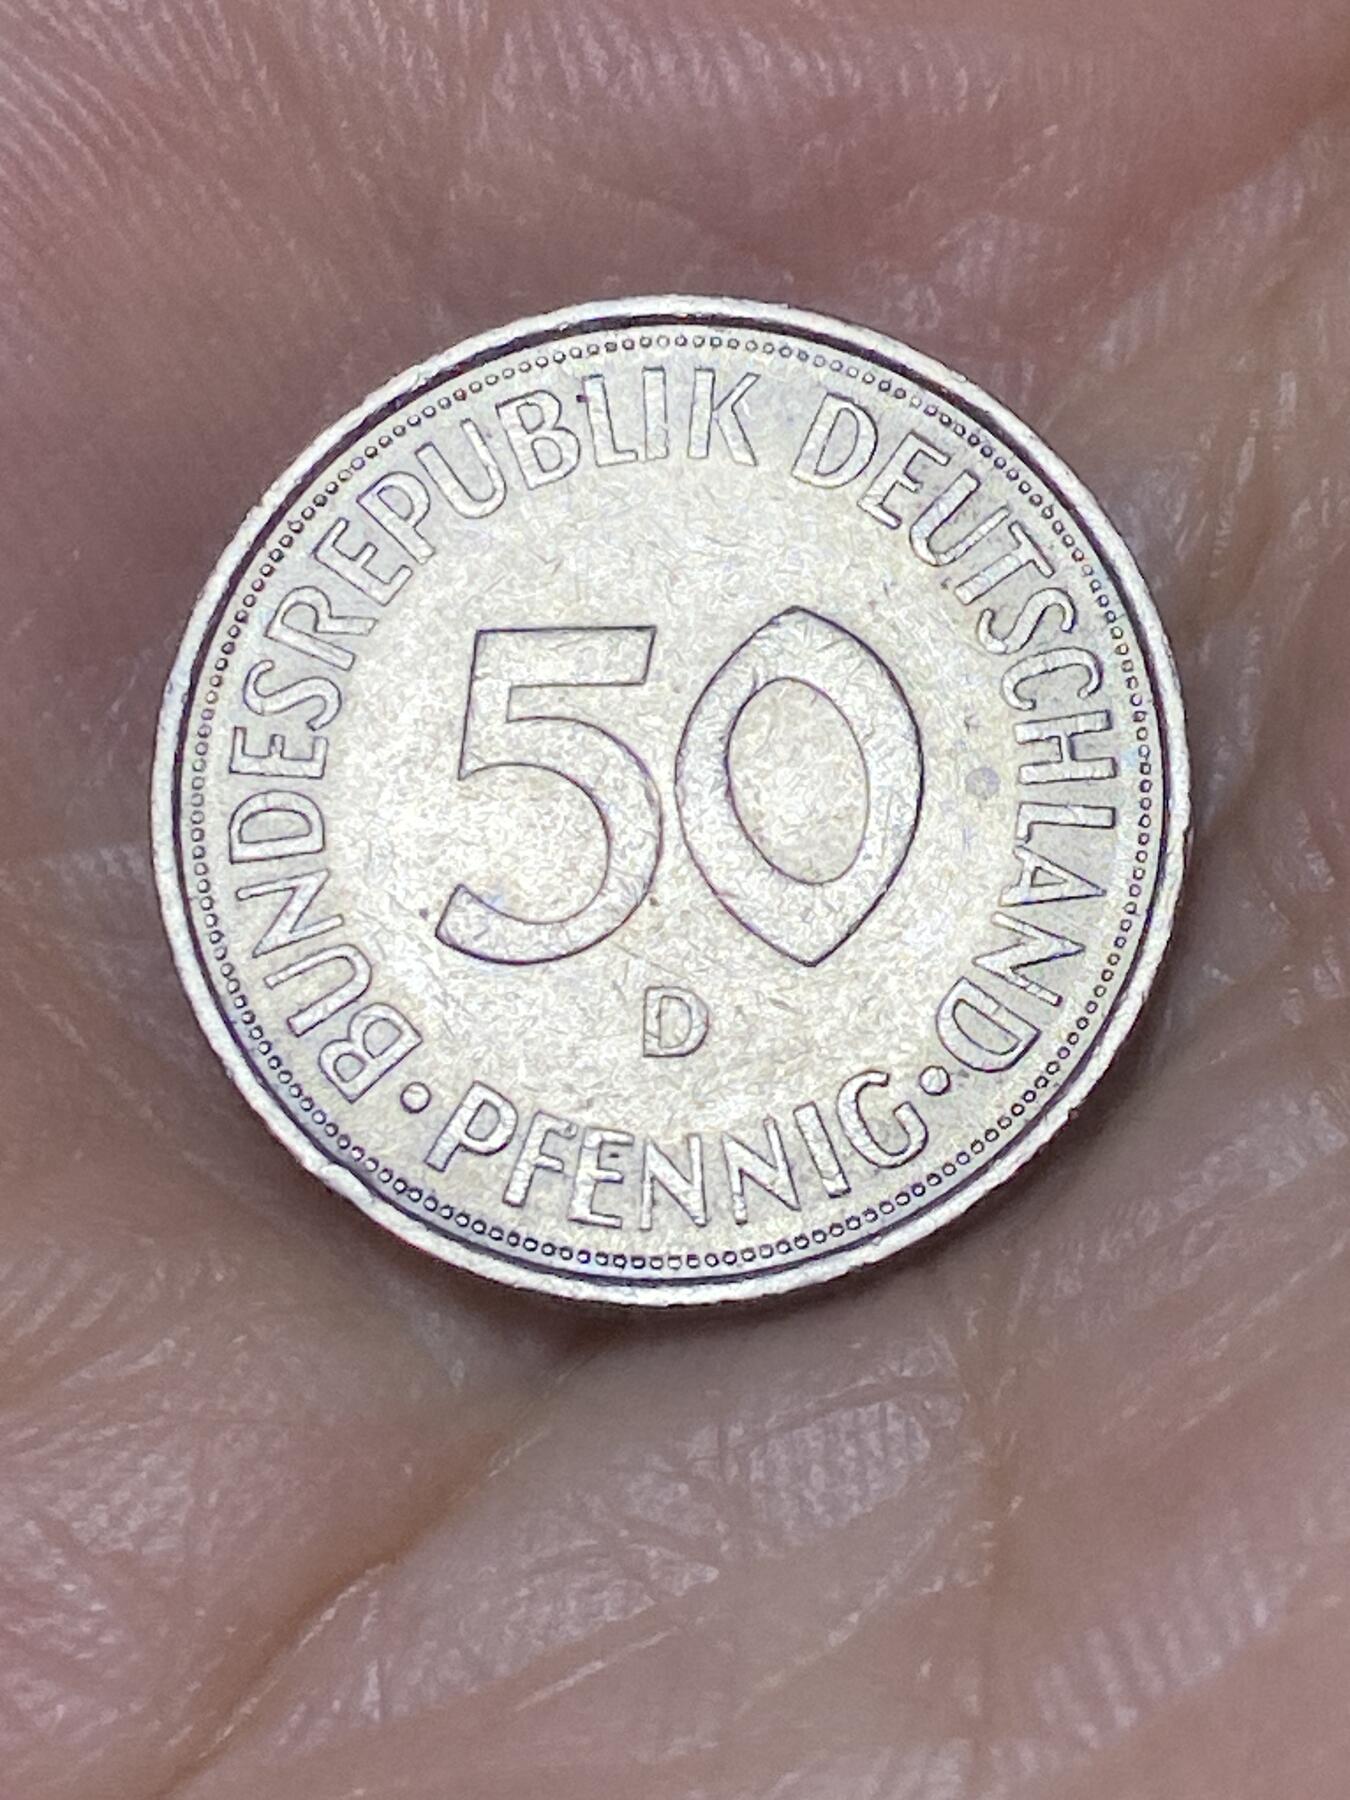 BUNDESREPUBLIK DEUTSCHLAND
50
D
• PFENNIG •